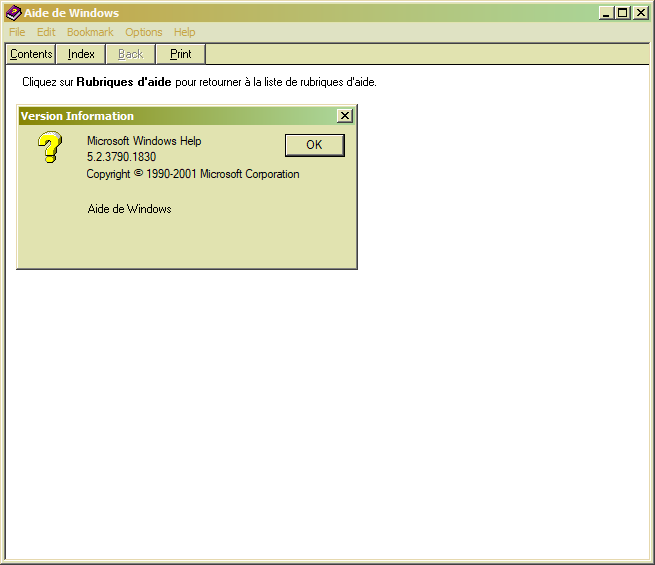 Aide de Windows
File Edit Bookmark Options Help
Contents Index Back Print
Cliquez sur Rubriques d'aide pour retourner à la liste de rubriques d'aide.
Version Information
Microsoft Windows Help
OK
5.2.3790.1830
Copyright © 1990-2001 Microsoft Corporation
Aide de Windows